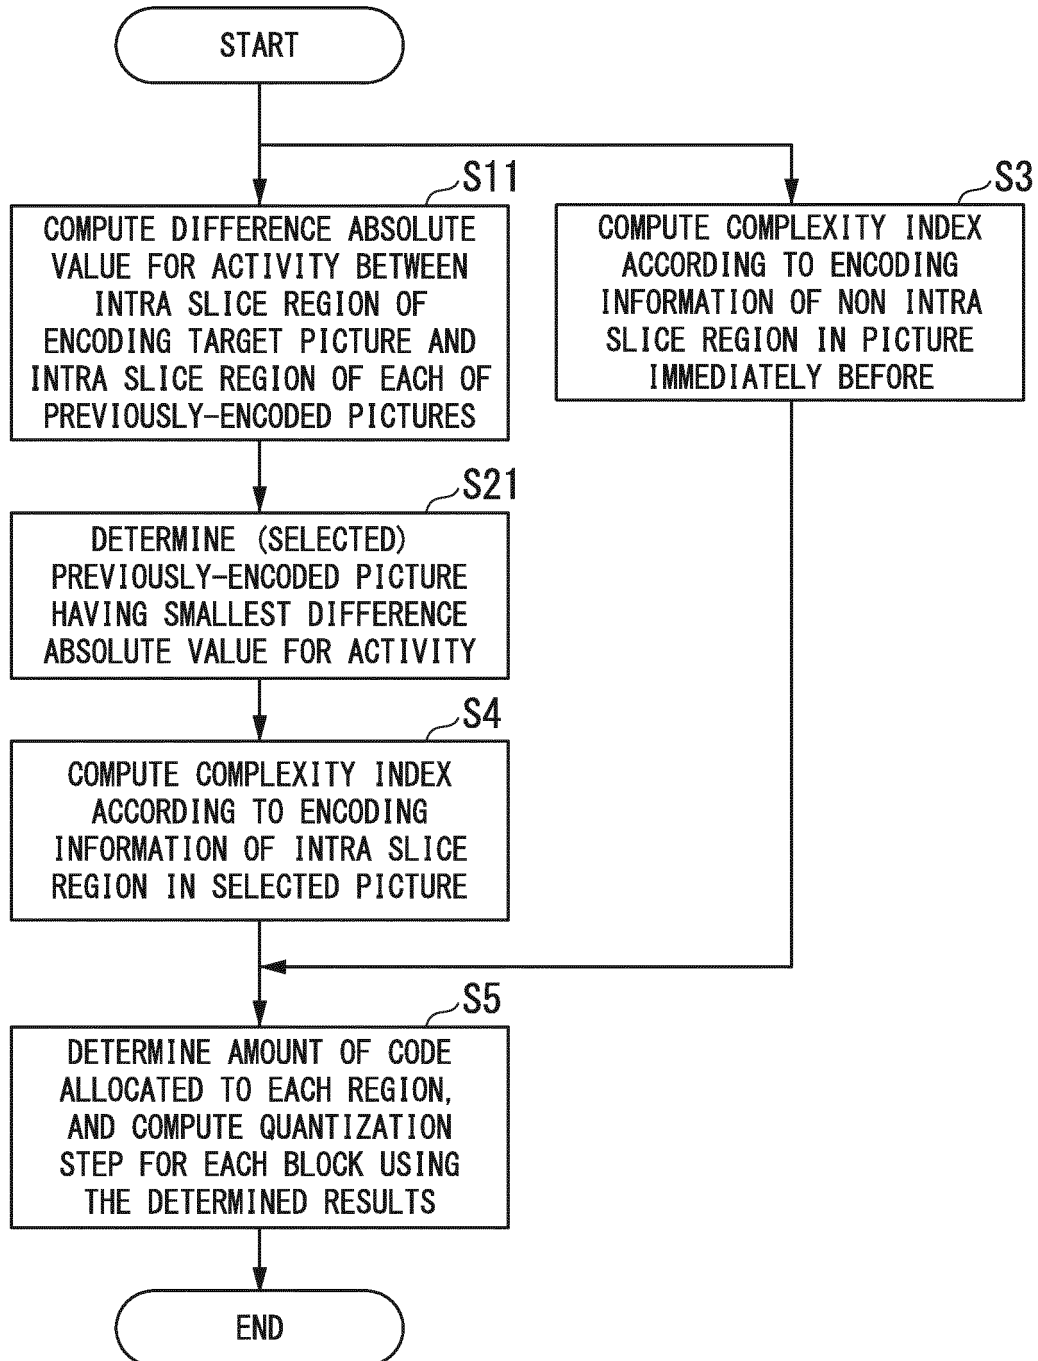 START
S11
COMPUTE DIFFERENCE ABSOLUTE
VALUE FOR ACTIVITY BETWEEN
INTRA SLICE REGION OF
ENCODING TARGET PICTURE AND
INTRA SLICE REGION OF EACH OF
PREVIOUSLY-ENCODED PICTURES
S3
COMPUTE COMPLEXITY INDEX
ACCORDING TO ENCODING
INFORMATION OF NON INTRA
SLICE REGION IN PICTURE
IMMEDIATELY BEFORE
S21
DETERMINE (SELECTED)
PREVIOUSLY-ENCODED PICTURE
HAVING SMALLEST DIFFERENCE
ABSOLUTE VALUE FOR ACTIVITY
S4
COMPUTE COMPLEXITY INDEX
ACCORDING TO ENCODING
INFORMATION OF INTRA SLICE
REGION IN SELECTED PICTURE
S5
DETERMINE AMOUNT OF CODE
ALLOCATED TO EACH REGION,
AND COMPUTE QUANTIZATION
STEP FOR EACH BLOCK USING
THE DETERMINED RESULTS
END